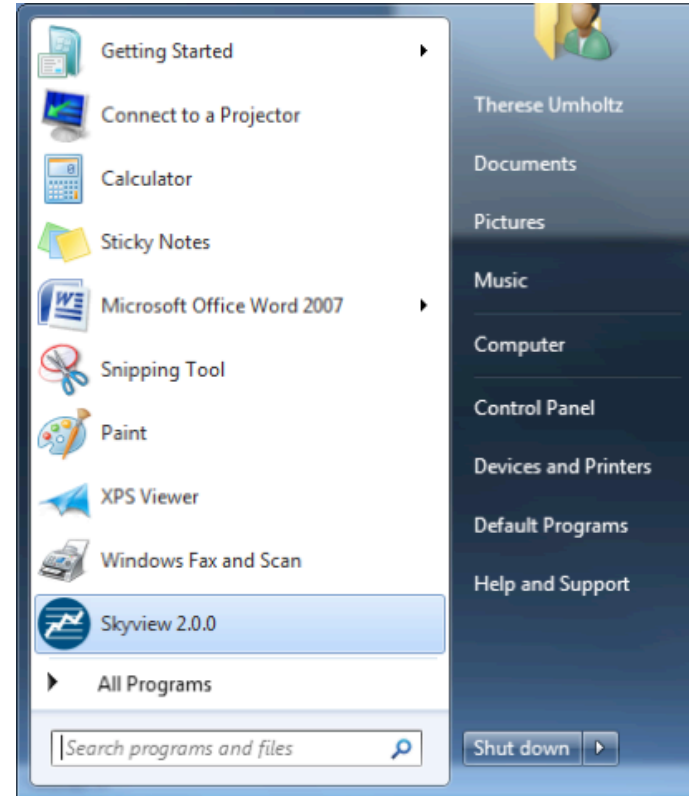 Getting Started
Connect to a Projector
Calculator
Sticky Notes
Microsoft Office Word 2007
Snipping Tool
Paint
XPS Viewer
Windows Fax and Scan
Skyview 2.0.0
All Programs
Search programs and files
Therese Umholtz
Documents
Pictures
Music
Computer
Control Panel
Devices and Printers
Default Programs
Help and Support
Shut down